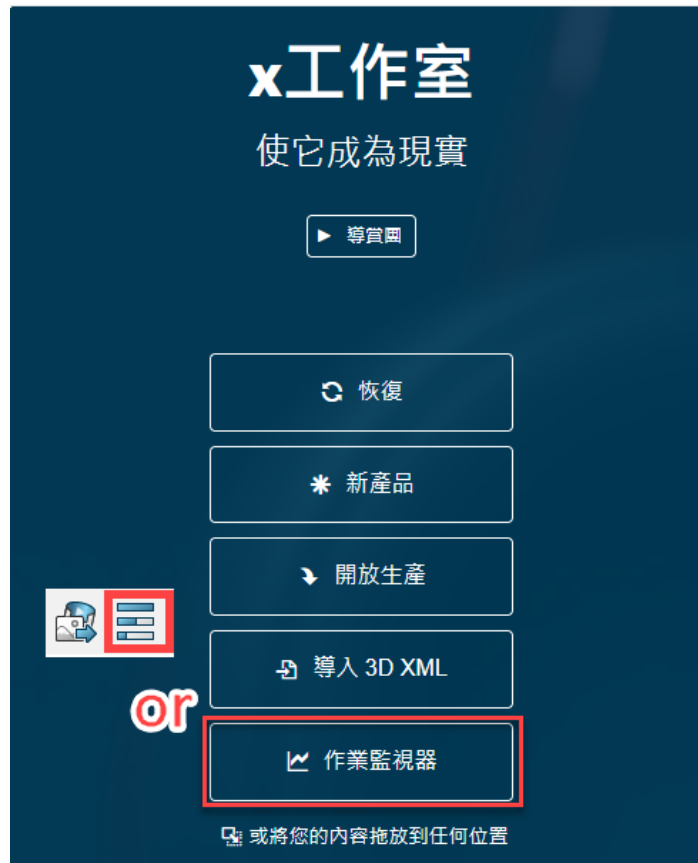 x工作室
使它成為現實
導賞團
恢復
新產品
開放生產
導入 3D XML
or
作業監視器
或將您的內容拖放到任何位置